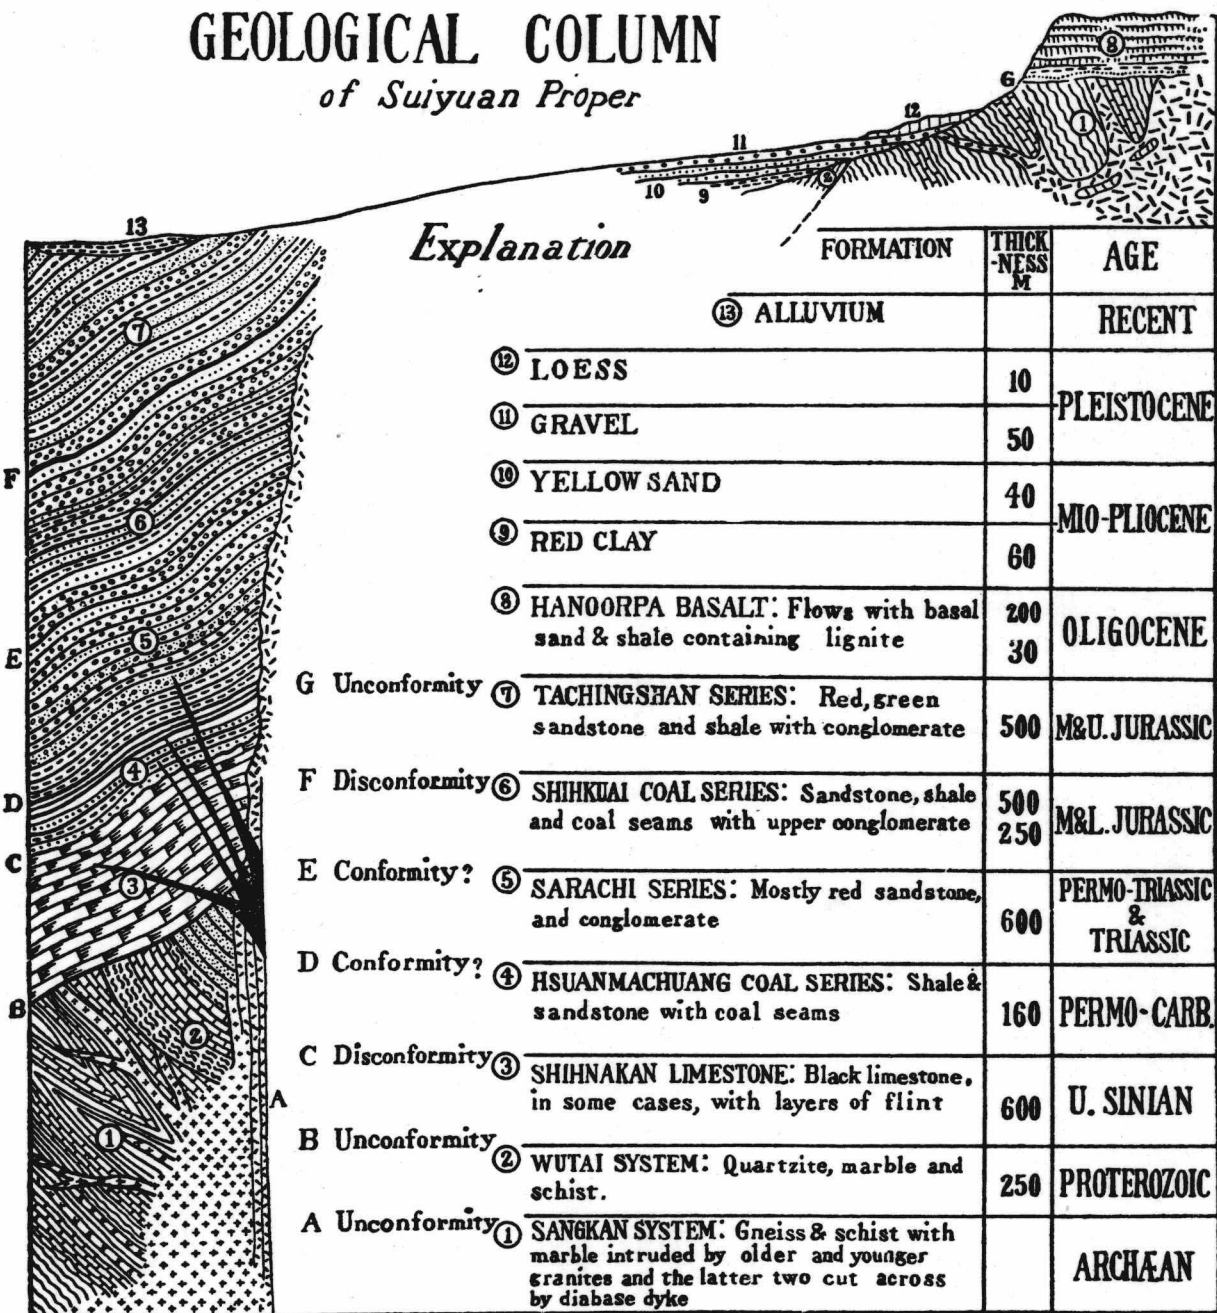 GEOLOGICAL COLUMN
of Suiyuan Proper
8
G
1
12
11
2
10
9
13
7
F
6
5
E
4
D
C
3
B
2
A
1
Explanation
FORMATION
THICK
-NESS
M
AGE
13 ALLUVIUM
RECENT
12 LOESS
10
PLEISTOCENE
11 GRAVEL
50
10 YELLOW SAND
40
MIO-PLIOCENE
9 RED CLAY
60
8 HANOORPA BASALT: Flows with basal
sand & shale containing lignite
200
30
OLIGOCENE
G Unconformity
7 TACHINGSHAN SERIES: Red, green
sandstone and shale with conglomerate
500
M&U. JURASSIC
F Disconformity
6 SHIHKUAI COAL SERIES: Sandstone, shale
and coal seams with upper conglomerate
500
250
M&L. JURASSIC
E Conformity?
5 SARACHI SERIES: Mostly red sandstone,
and conglomerate
600
PERMO-TRIASSIC
&
TRIASSIC
D Conformity?
4 HSUANMACHUANG COAL SERIES: Shale &
sandstone with coal seams
160
PERMO-CARB.
C Disconformity
3 SHIHNAKAN LIMESTONE: Black limestone,
in some cases, with layers of flint
600
U. SINIAN
B Unconformity
2 WUTAI SYSTEM: Quartzite, marble and
schist.
250
PROTEROZOIC
A Unconformity
1 SANGKAN SYSTEM: Gneiss & schist with
marble intruded by older and younger
granites and the latter two cut across
by diabase dyke
ARCHÆAN